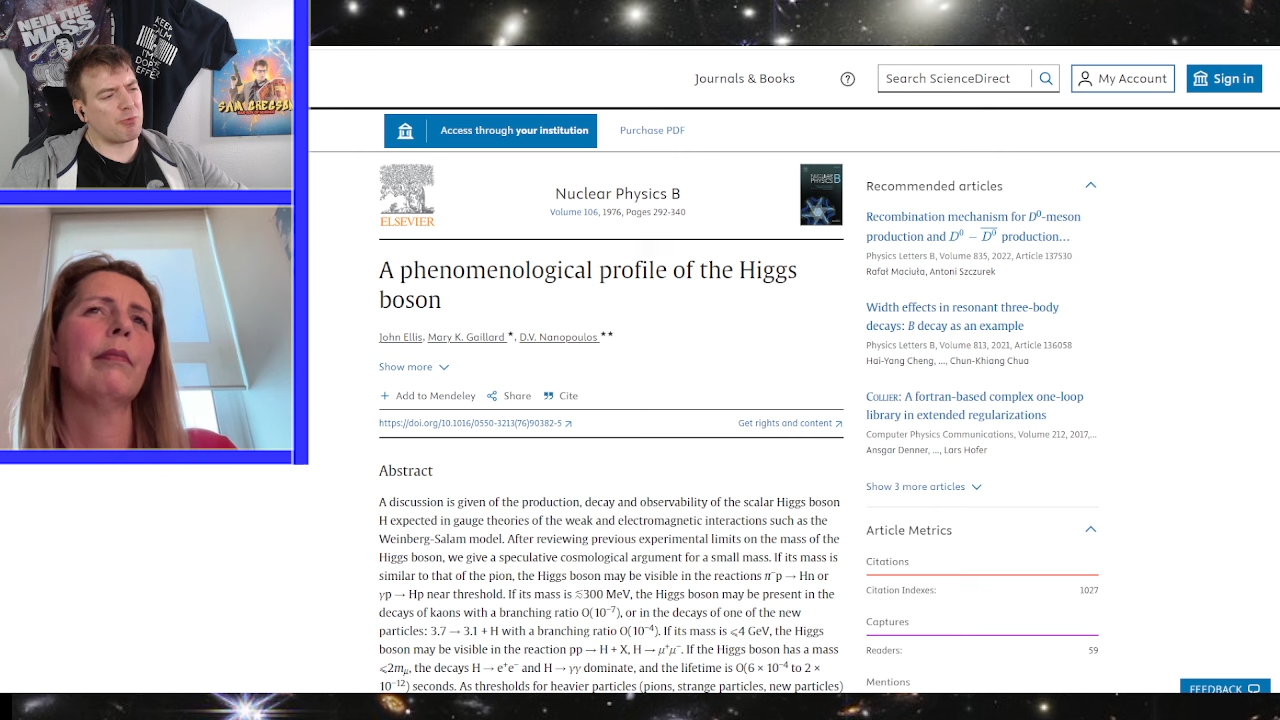 NEIL THE
MASS
KEEP
CALM
I'M
DOPE
EFFEC
SAM GREGSON
Journals & Books
?
Search ScienceDirect
My Account
Sign in
Access through your institution
Purchase PDF
ELSEVIER
Nuclear Physics B
Volume 106, 1976, Pages 292-340
NUCLEAR PHYSICS B
A phenomenological profile of the Higgs
boson
John Ellis, Mary K. Gaillard ★, D.V. Nanopoulos ★★
Show more
Add to Mendeley
Share
Cite
https://doi.org/10.1016/0550-3213(76)90382-5
Get rights and content
Abstract
A discussion is given of the production, decay and observability of the scalar Higgs boson
H expected in gauge theories of the weak and electromagnetic interactions such as the
Weinberg-Salam model. After reviewing previous experimental limits on the mass of the
Higgs boson, we give a speculative cosmological argument for a small mass. If its mass is
similar to that of the pion, the Higgs boson may be visible in the reactions π⁻p → Hn or
γp → Hp near threshold. If its mass is ≲300 MeV, the Higgs boson may be present in the
decays of kaons with a branching ratio O(10⁻⁷), or in the decays of one of the new
particles: 3.7 → 3.1 + H with a branching ratio O(10⁻⁴). If its mass is ⩽4 GeV, the Higgs
boson may be visible in the reaction pp → H + X, H → μ⁺μ⁻. If the Higgs boson has a mass
⩽2mμ, the decays H → e⁺e⁻ and H → γγ dominate, and the lifetime is O(6 × 10⁻⁴ to 2 ×
10⁻¹²) seconds. As thresholds for heavier particles (pions, strange particles, new particles)
Recommended articles
Recombination mechanism for D⁰-meson
production and D⁰ − D̅⁰ production…
Physics Letters B, Volume 835, 2022, Article 137530
Rafał Maciuła, Antoni Szczurek
Width effects in resonant three-body
decays: B decay as an example
Physics Letters B, Volume 813, 2021, Article 136058
Hai-Yang Cheng, …, Chun-Khiang Chua
Collier: A fortran-based complex one-loop
library in extended regularizations
Computer Physics Communications, Volume 212, 2017,…
Ansgar Denner, …, Lars Hofer
Show 3 more articles
Article Metrics
Citations
Citation Indexes: 1027
Captures
Readers: 59
Mentions
FEEDBACK